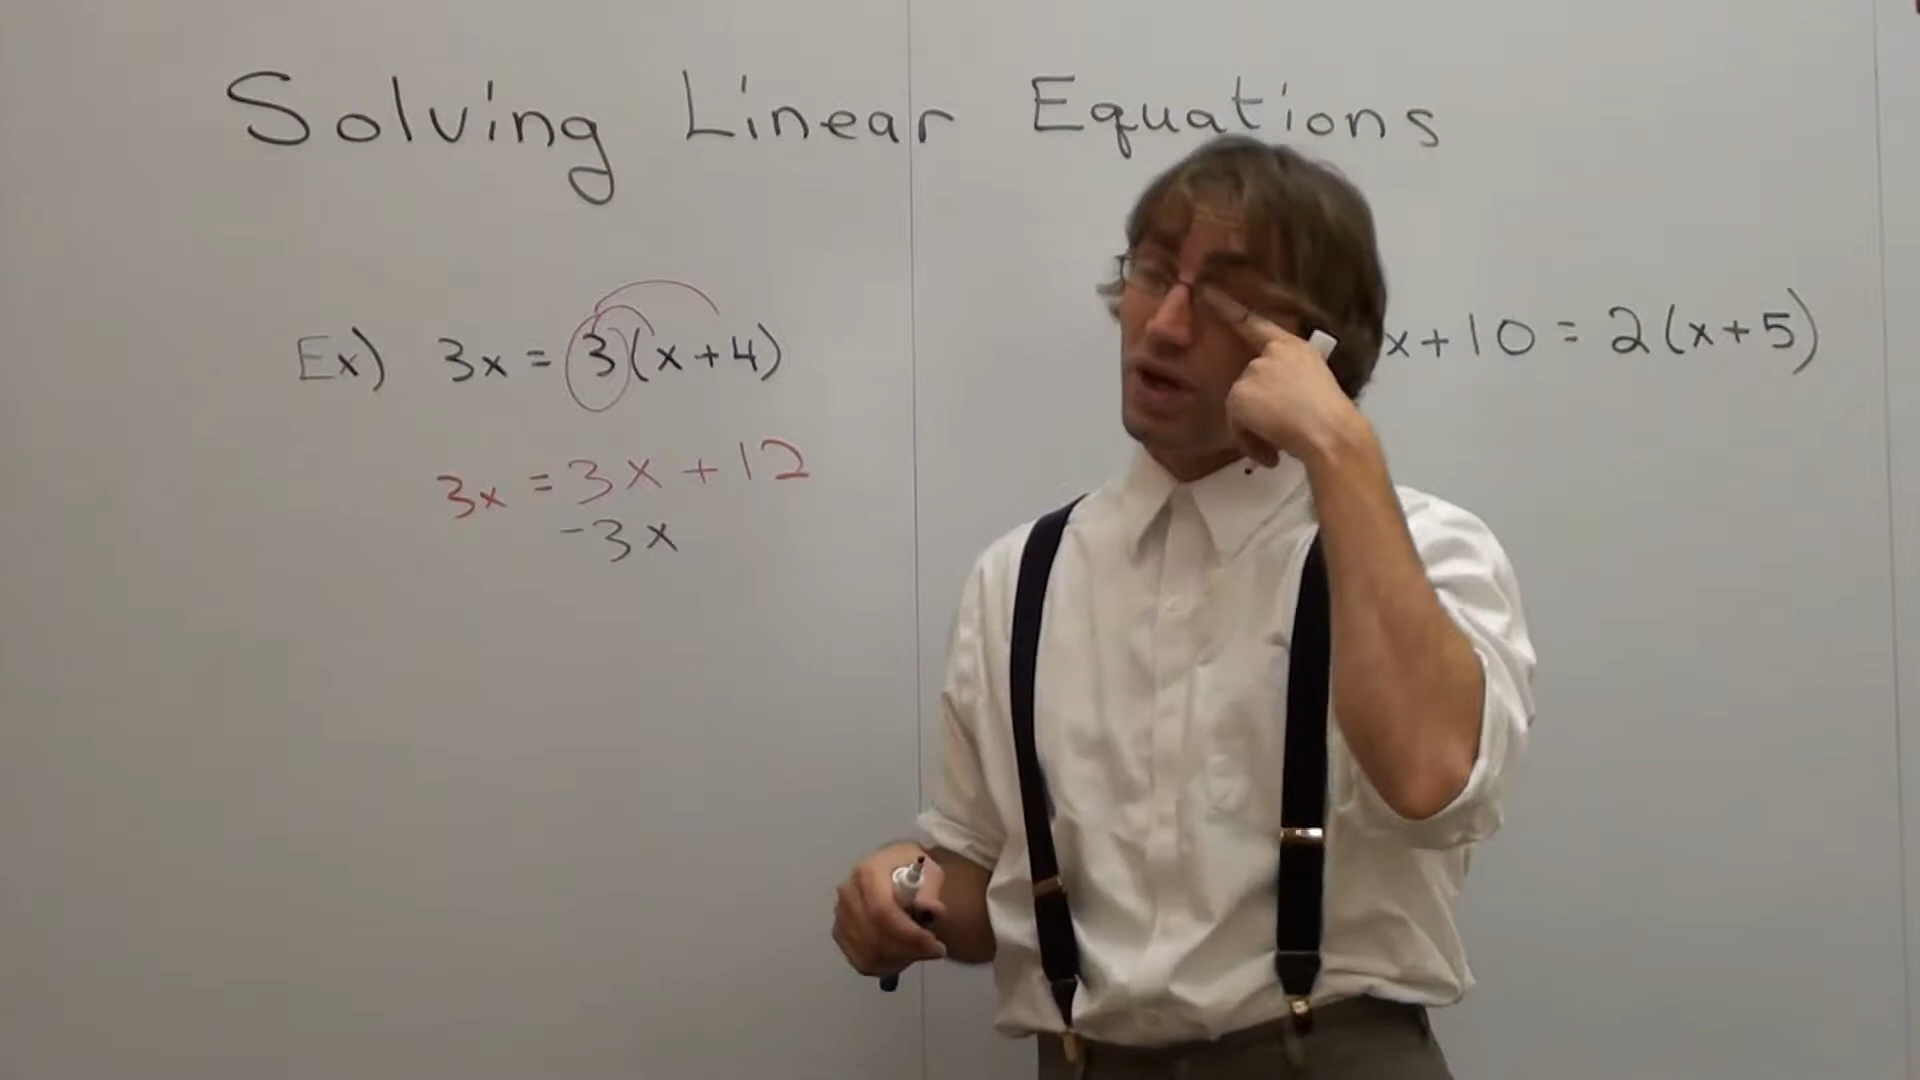 Solving Linear Equations
Ex) 3x = 3(x+4)
x+10 = 2(x+5)
3x = 3x + 12
-3x